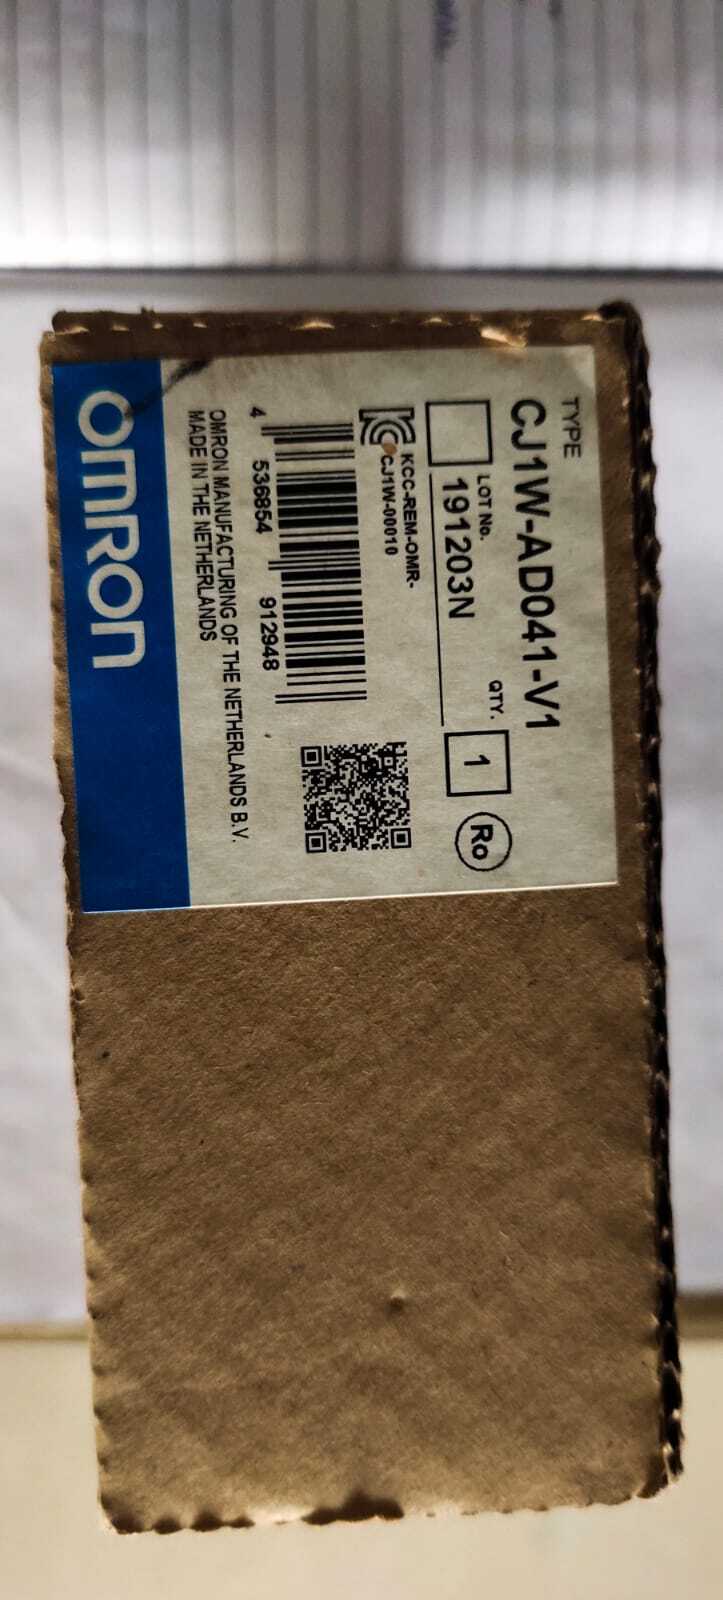 TYPE
CJ1W-AD041-V1
LOT No.
191203N
QTY.
1
Ro
KCC-REM-OMR-
CJ1W-00010
4 536854 912948
OMRON MANUFACTURING OF THE NETHERLANDS B.V.
MADE IN THE NETHERLANDS
OMRON